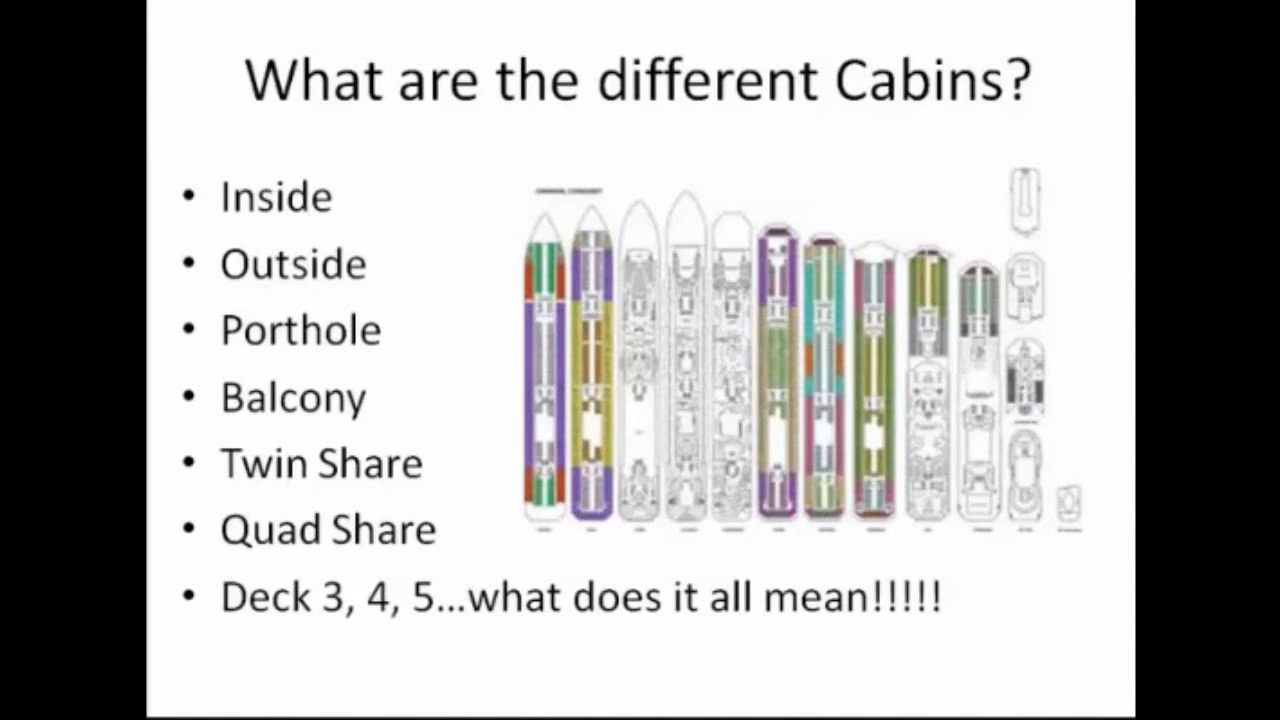 What are the different Cabins?
• Inside
• Outside
• Porthole
• Balcony
• Twin Share
• Quad Share
• Deck 3, 4, 5...what does it all mean!!!!!